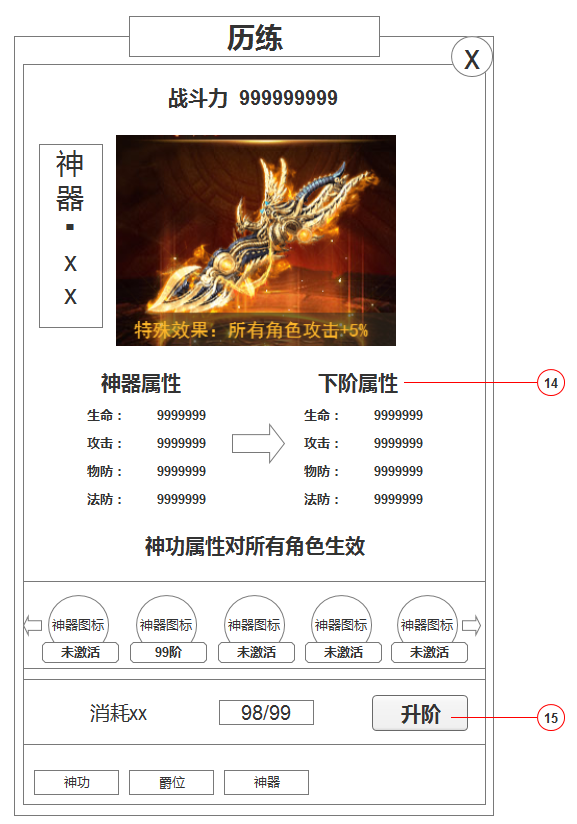 历练
X
战斗力 999999999
神器·xx
特殊效果：所有角色攻击+5%
神器属性
下阶属性
14
生命： 9999999 生命： 9999999
攻击： 9999999 攻击： 9999999
物防： 9999999 物防： 9999999
法防： 9999999 法防： 9999999
神功属性对所有角色生效
神器图标 神器图标 神器图标 神器图标 神器图标
未激活 99阶 未激活 未激活 未激活
消耗xx 98/99 升阶
15
神功 爵位 神器